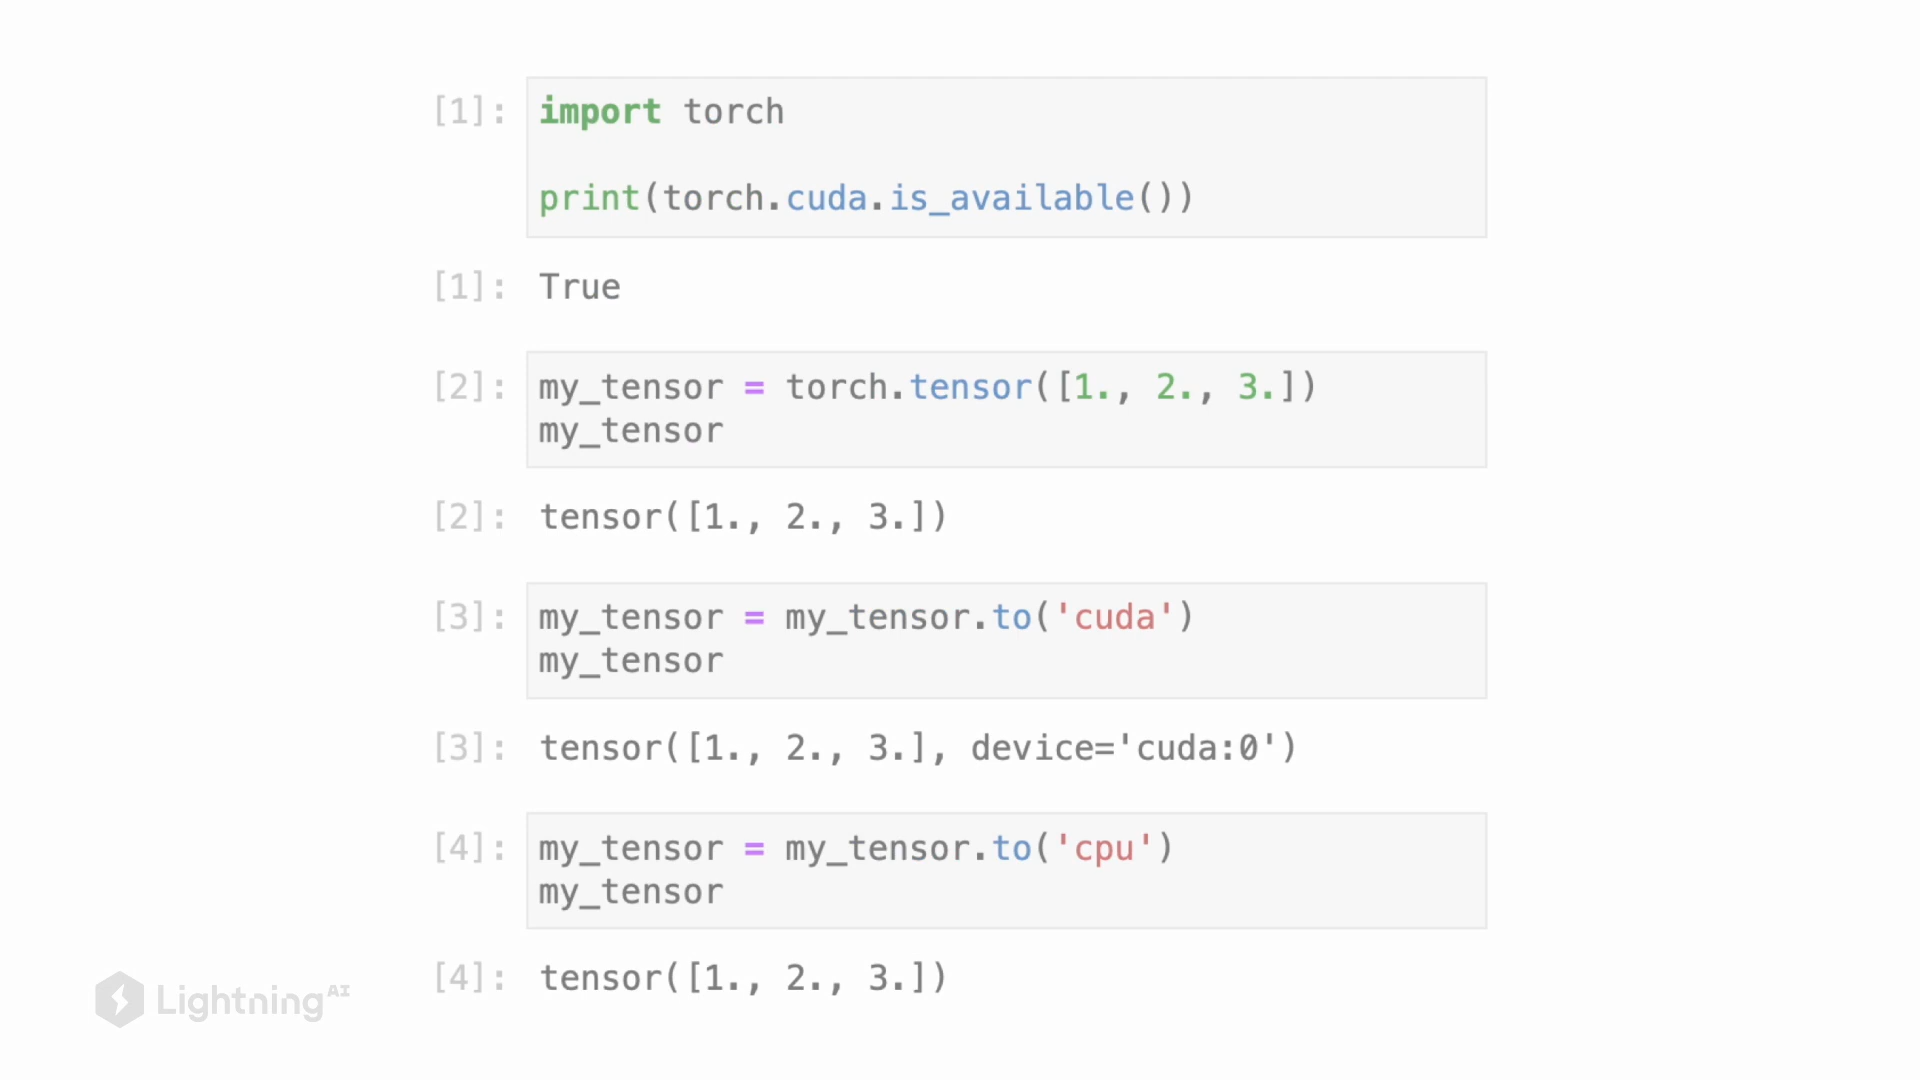 [1]: import torch
print(torch.cuda.is_available())
[1]: True
[2]: my_tensor = torch.tensor([1., 2., 3.])
my_tensor
[2]: tensor([1., 2., 3.])
[3]: my_tensor = my_tensor.to('cuda')
my_tensor
[3]: tensor([1., 2., 3.], device='cuda:0')
[4]: my_tensor = my_tensor.to('cpu')
my_tensor
[4]: tensor([1., 2., 3.])
Lightning AI